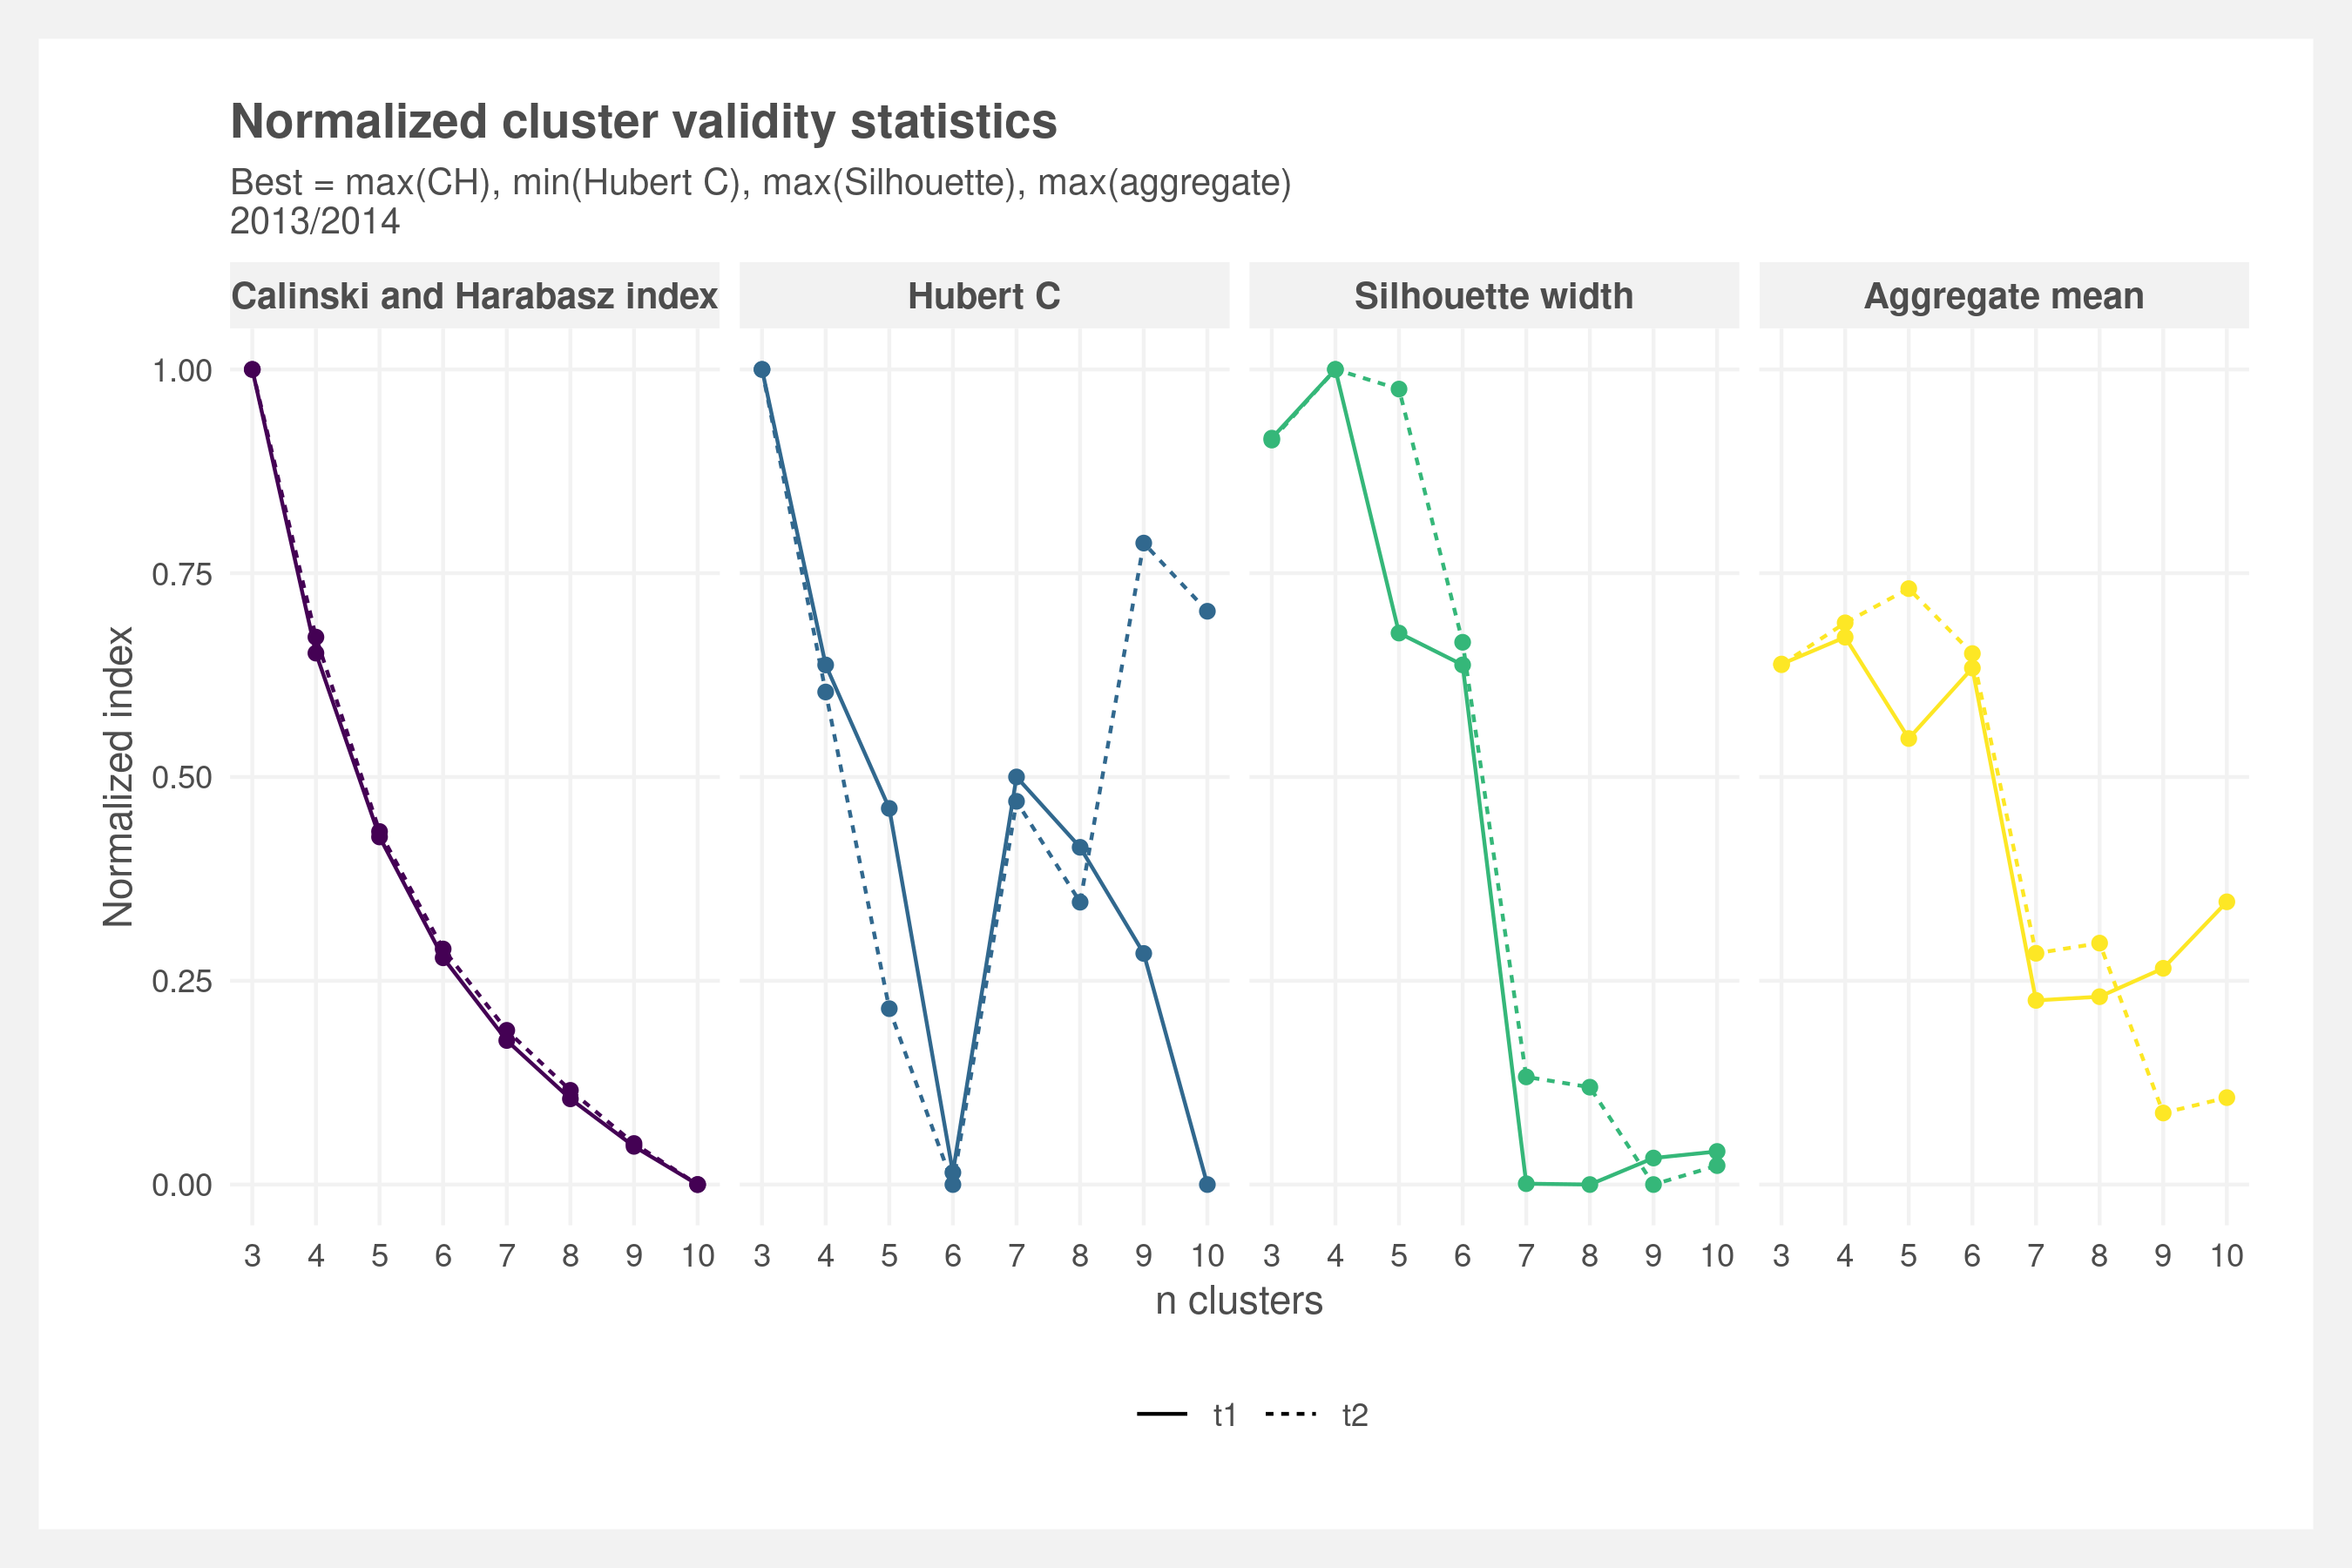 Normalized cluster validity statistics
Best = max(CH), min(Hubert C), max(Silhouette), max(aggregate)
2013/2014
Calinski and Harabasz index Hubert C Silhouette width Aggregate mean
Normalized index
1.00
0.75
0.50
0.25
0.00
3 4 5 6 7 8 9 10 3 4 5 6 7 8 9 10 3 4 5 6 7 8 9 10 3 4 5 6 7 8 9 10
n clusters
t1 t2